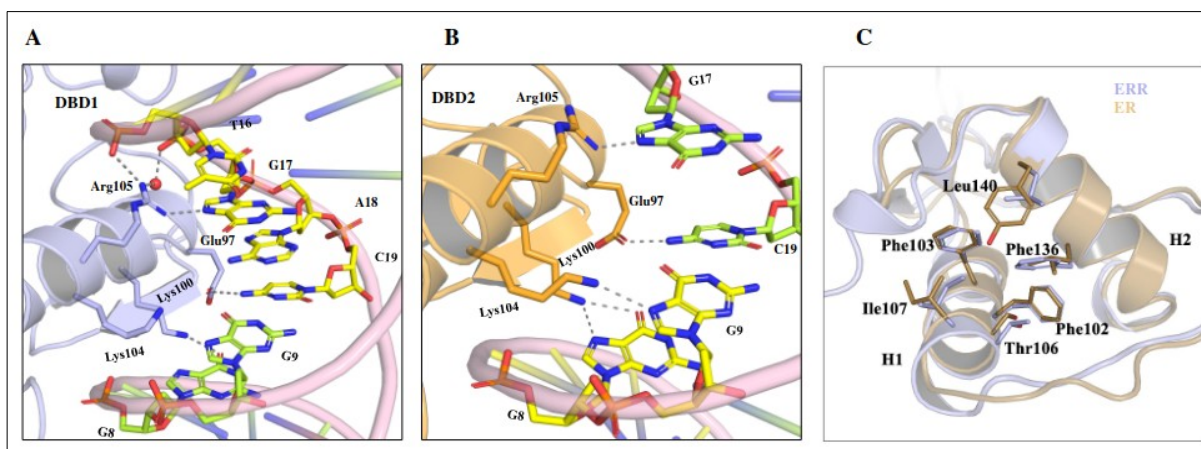 A
DBD1
T16
G17
Arg105
A18
Glu97
C19
Lys100
Lys104
G9
G8
B
G17
Arg105
DBD2
Glu97
Lys100
C19
Lys104
G9
G8
C
ERR
ER
Leu140
Phe103
Phe136
H2
Ile107
Phe102
Thr106
H1